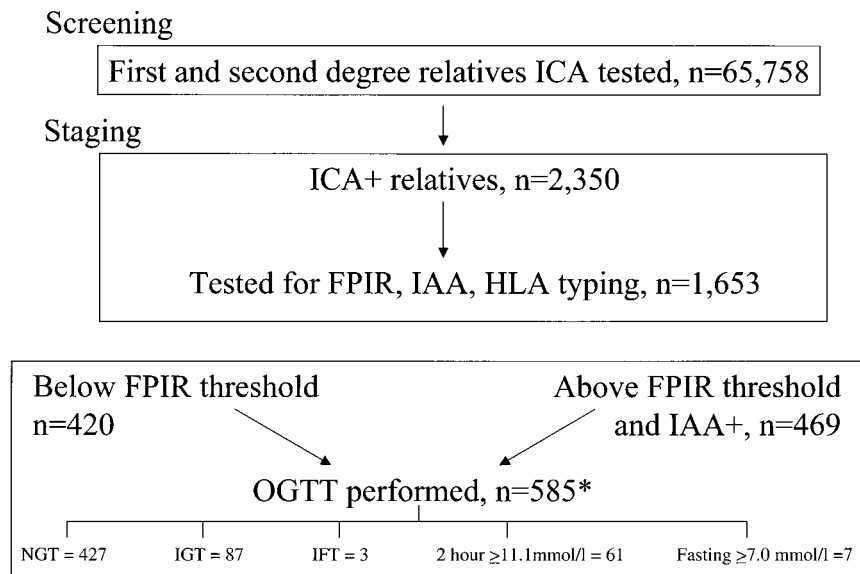 Screening
First and second degree relatives ICA tested, n=65,758
Staging
ICA+ relatives, n=2,350
Tested for FPIR, IAA, HLA typing, n=1,653
Below FPIR threshold
n=420
Above FPIR threshold
and IAA+, n=469
OGTT performed, n=585*
NGT = 427
IGT = 87
IFT = 3
2 hour ≥11.1mmol/l = 61
Fasting ≥7.0 mmol/l =7